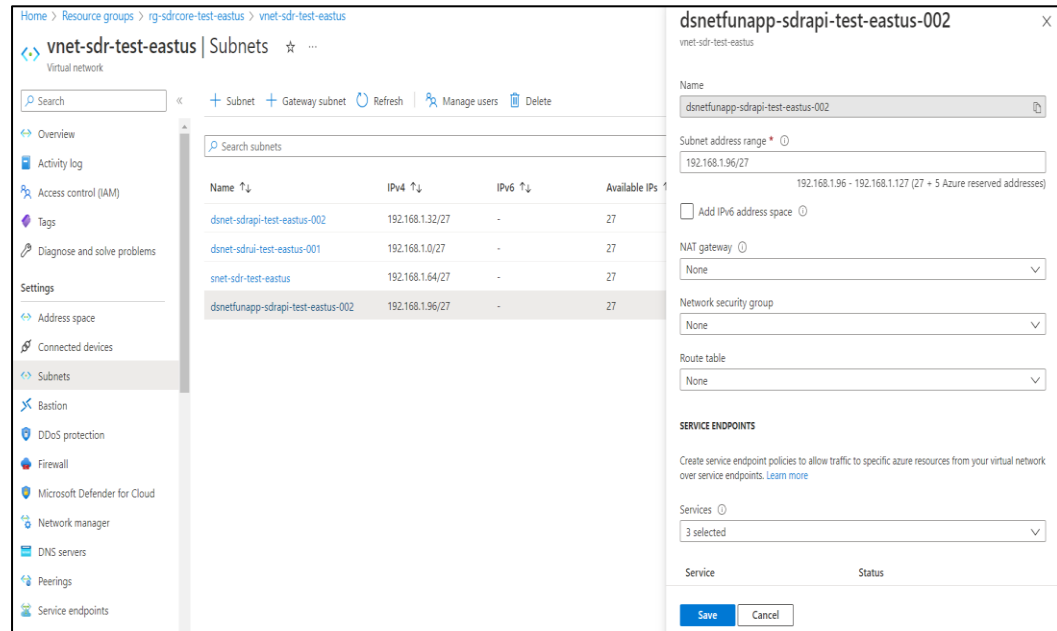 Home > Resource groups > rg-sdrcore-test-eastus > vnet-sdr-test-eastus
vnet-sdr-test-eastus | Subnets
Virtual network
Search
Overview
Activity log
Access control (IAM)
Tags
Diagnose and solve problems
Settings
Address space
Connected devices
Subnets
Bastion
DDoS protection
Firewall
Microsoft Defender for Cloud
Network manager
DNS servers
Peerings
Service endpoints
+ Subnet + Gateway subnet Refresh Manage users Delete
Search subnets
Name ↑↓ IPv4 ↑↓ IPv6 ↑↓ Available IPs
dsnet-sdrapi-test-eastus-002 192.168.1.32/27 - 27
dsnet-sdrui-test-eastus-001 192.168.1.0/27 - 27
snet-sdr-test-eastus 192.168.1.64/27 - 27
dsnetfunapp-sdrapi-test-eastus-002 192.168.1.96/27 - 27
dsnetfunapp-sdrapi-test-eastus-002
vnet-sdr-test-eastus
Name
dsnetfunapp-sdrapi-test-eastus-002
Subnet address range *
192.168.1.96/27
192.168.1.96 - 192.168.1.127 (27 + 5 Azure reserved addresses)
Add IPv6 address space
NAT gateway
None
Network security group
None
Route table
None
SERVICE ENDPOINTS
Create service endpoint policies to allow traffic to specific azure resources from your virtual network
over service endpoints. Learn more
Services
3 selected
Service Status
Save Cancel